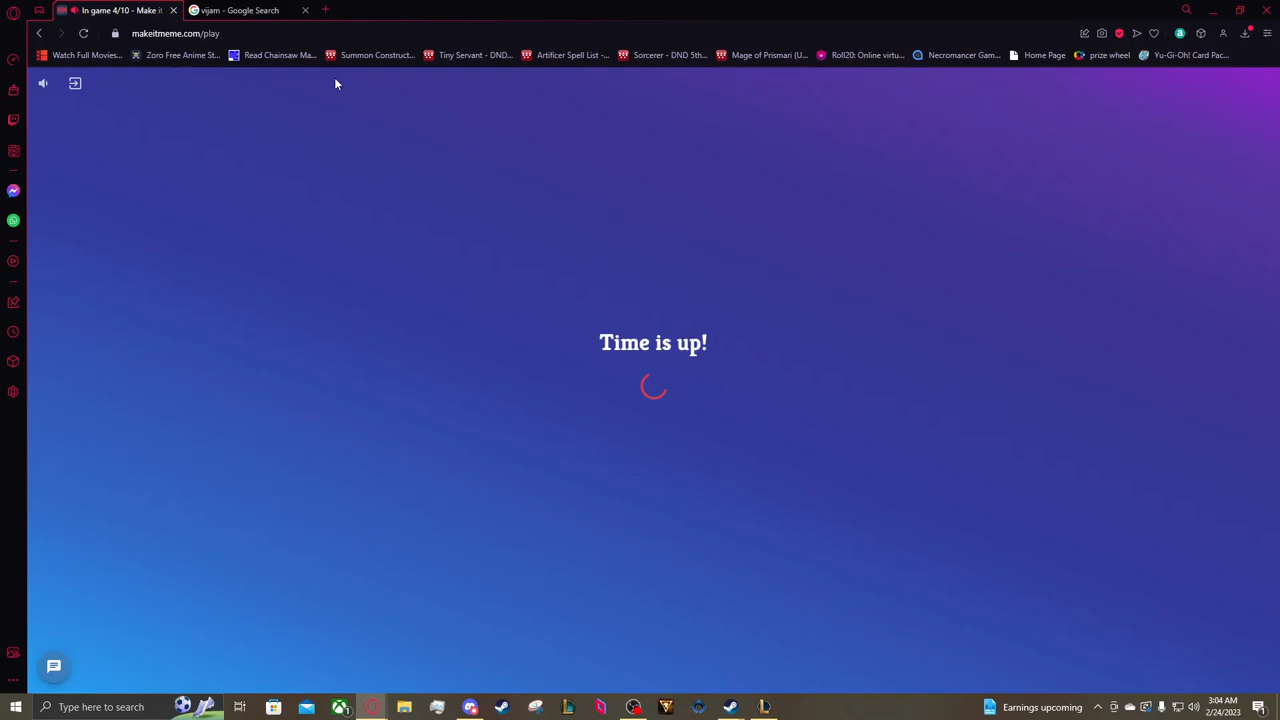 In game 4/10 - Make it
vijam - Google Search
makeitmeme.com/play
Watch Full Movies...
Zoro Free Anime St...
Read Chainsaw Ma...
Summon Construct...
Tiny Servant - DND...
Artificer Spell List -...
Sorcerer - DND 5th...
Mage of Prismari (U...
Roll20: Online virtu...
Necromancer Gam...
Home Page
prize wheel
Yu-Gi-Oh! Card Pac...
Time is up!
Type here to search
Earnings upcoming
3:04 AM
2/24/2023